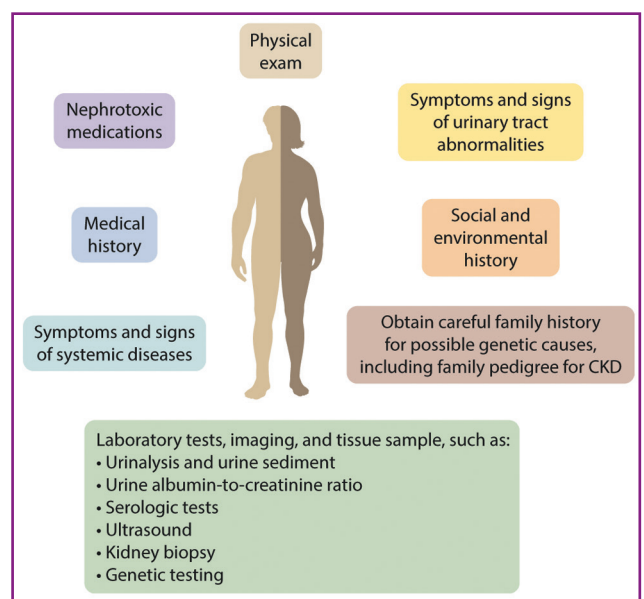 Physical
exam
Nephrotoxic
medications
Symptoms and signs
of urinary tract
abnormalities
Medical
history
Social and
environmental
history
Symptoms and signs
of systemic diseases
Obtain careful family history
for possible genetic causes,
including family pedigree for CKD
Laboratory tests, imaging, and tissue sample, such as:
• Urinalysis and urine sediment
• Urine albumin-to-creatinine ratio
• Serologic tests
• Ultrasound
• Kidney biopsy
• Genetic testing